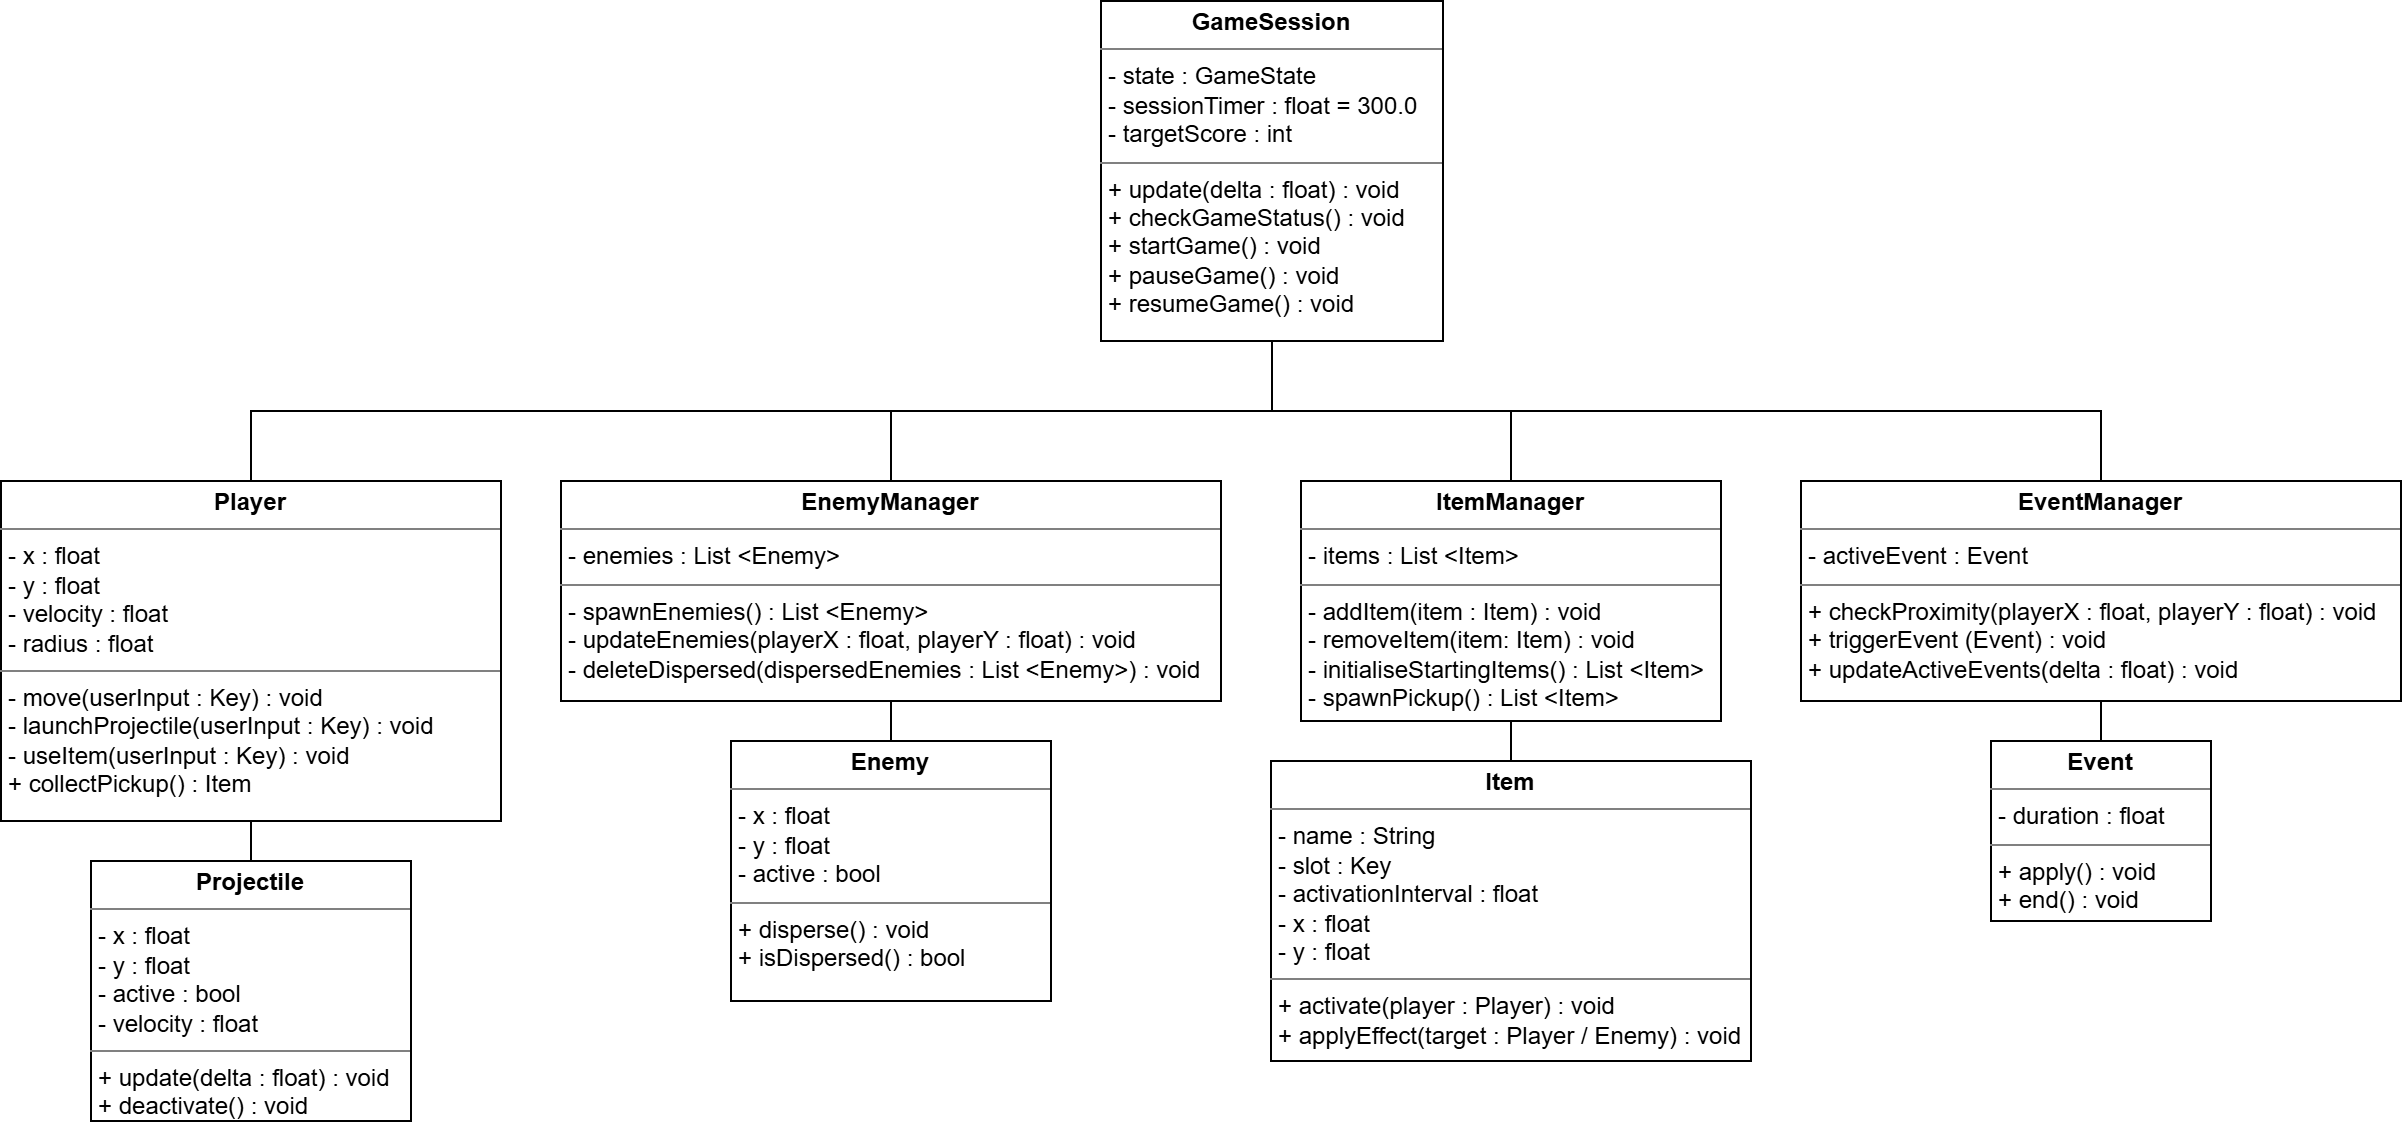 GameSession
- state : GameState
- sessionTimer : float = 300.0
- targetScore : int
+ update(delta : float) : void
+ checkGameStatus() : void
+ startGame() : void
+ pauseGame() : void
+ resumeGame() : void
Player
- x : float
- y : float
- velocity : float
- radius : float
- move(userInput : Key) : void
- launchProjectile(userInput : Key) : void
- useItem(userInput : Key) : void
+ collectPickup() : Item
Projectile
- x : float
- y : float
- active : bool
- velocity : float
+ update(delta : float) : void
+ deactivate() : void
EnemyManager
- enemies : List <Enemy>
- spawnEnemies() : List <Enemy>
- updateEnemies(playerX : float, playerY : float) : void
- deleteDispersed(dispersedEnemies : List <Enemy>) : void
Enemy
- x : float
- y : float
- active : bool
+ disperse() : void
+ isDispersed() : bool
ItemManager
- items : List <Item>
- addItem(item : Item) : void
- removeItem(item: Item) : void
- initialiseStartingItems() : List <Item>
- spawnPickup() : List <Item>
Item
- name : String
- slot : Key
- activationInterval : float
- x : float
- y : float
+ activate(player : Player) : void
+ applyEffect(target : Player / Enemy) : void
EventManager
- activeEvent : Event
+ checkProximity(playerX : float, playerY : float) : void
+ triggerEvent (Event) : void
+ updateActiveEvents(delta : float) : void
Event
- duration : float
+ apply() : void
+ end() : void